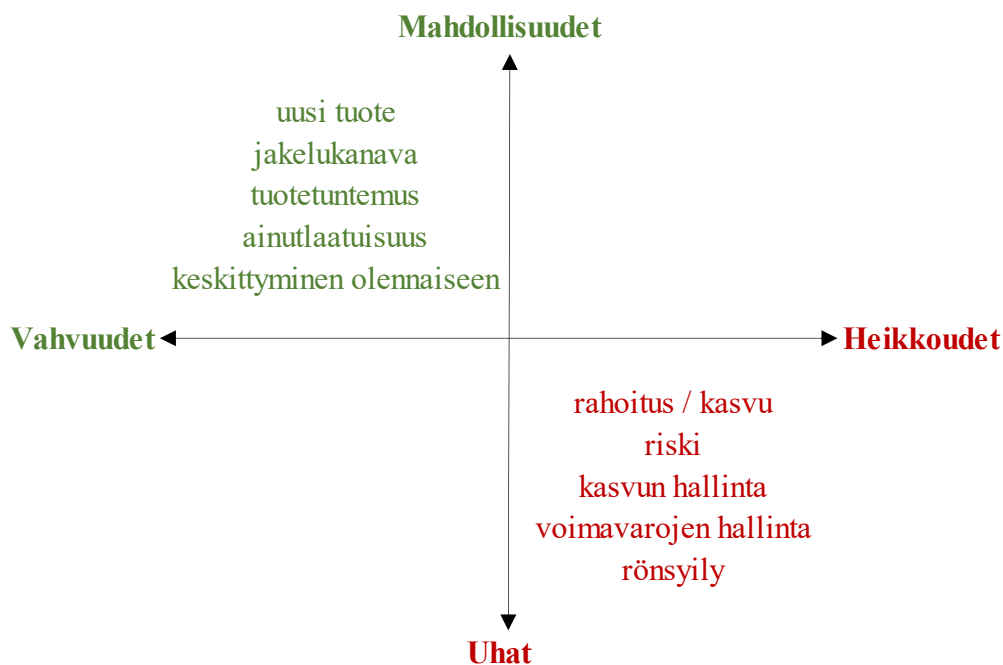 Mahdollisuudet
uusi tuote
jakelukanava
tuotetuntemus
ainutlaatuisuus
keskittyminen olennaiseen
Vahvuudet
Heikkoudet
rahoitus / kasvu
riski
kasvun hallinta
voimavarojen hallinta
rönsyily
Uhat